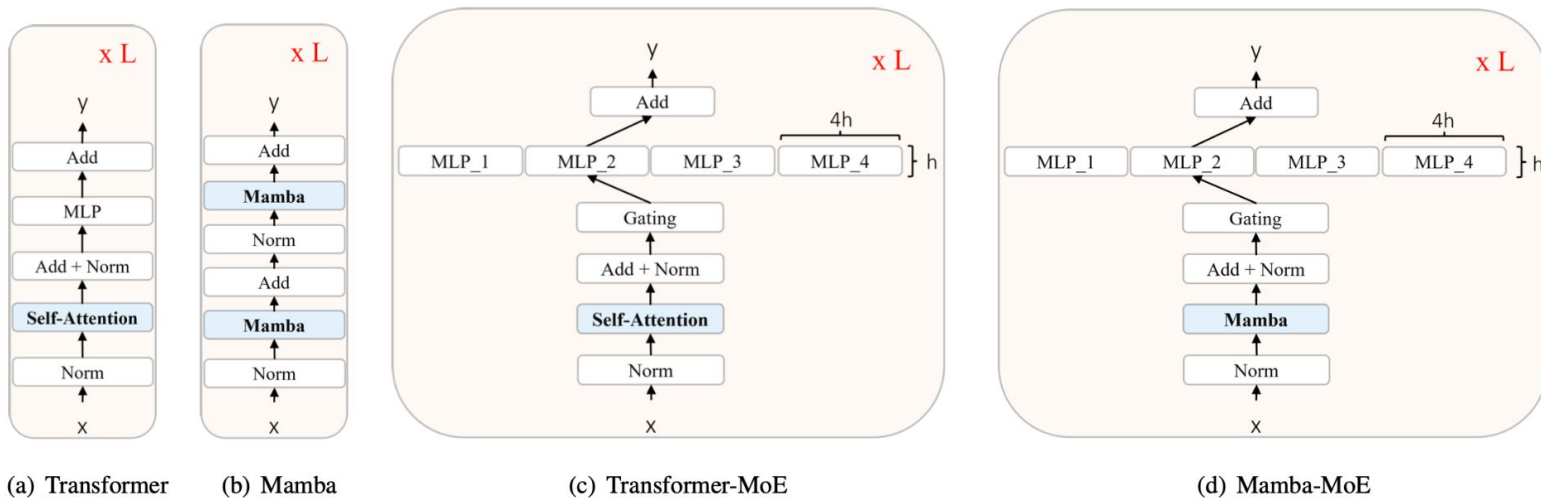 x L
y
Add
MLP
Add + Norm
Self-Attention
Norm
x
(a) Transformer
x L
y
Add
Mamba
Norm
Add
Mamba
Norm
x
(b) Mamba
x L
y
Add
4h
MLP_1 MLP_2 MLP_3 MLP_4 h
Gating
Add + Norm
Self-Attention
Norm
x
(c) Transformer-MoE
x L
y
Add
4h
MLP_1 MLP_2 MLP_3 MLP_4 h
Gating
Add + Norm
Mamba
Norm
x
(d) Mamba-MoE